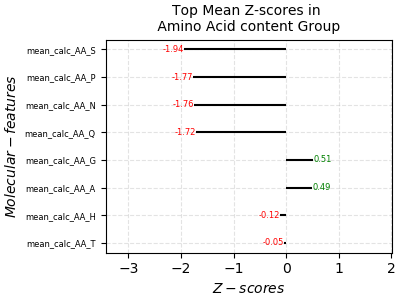 Top Mean Z-scores in
Amino Acid content Group
mean_calc_AA_S
-1.94
mean_calc_AA_P
-1.77
mean_calc_AA_N
-1.76
mean_calc_AA_Q
-1.72
mean_calc_AA_G
0.51
mean_calc_AA_A
0.49
mean_calc_AA_H
-0.12
mean_calc_AA_T
-0.05
Molecular − features
−3 −2 −1 0 1 2
Z − scores